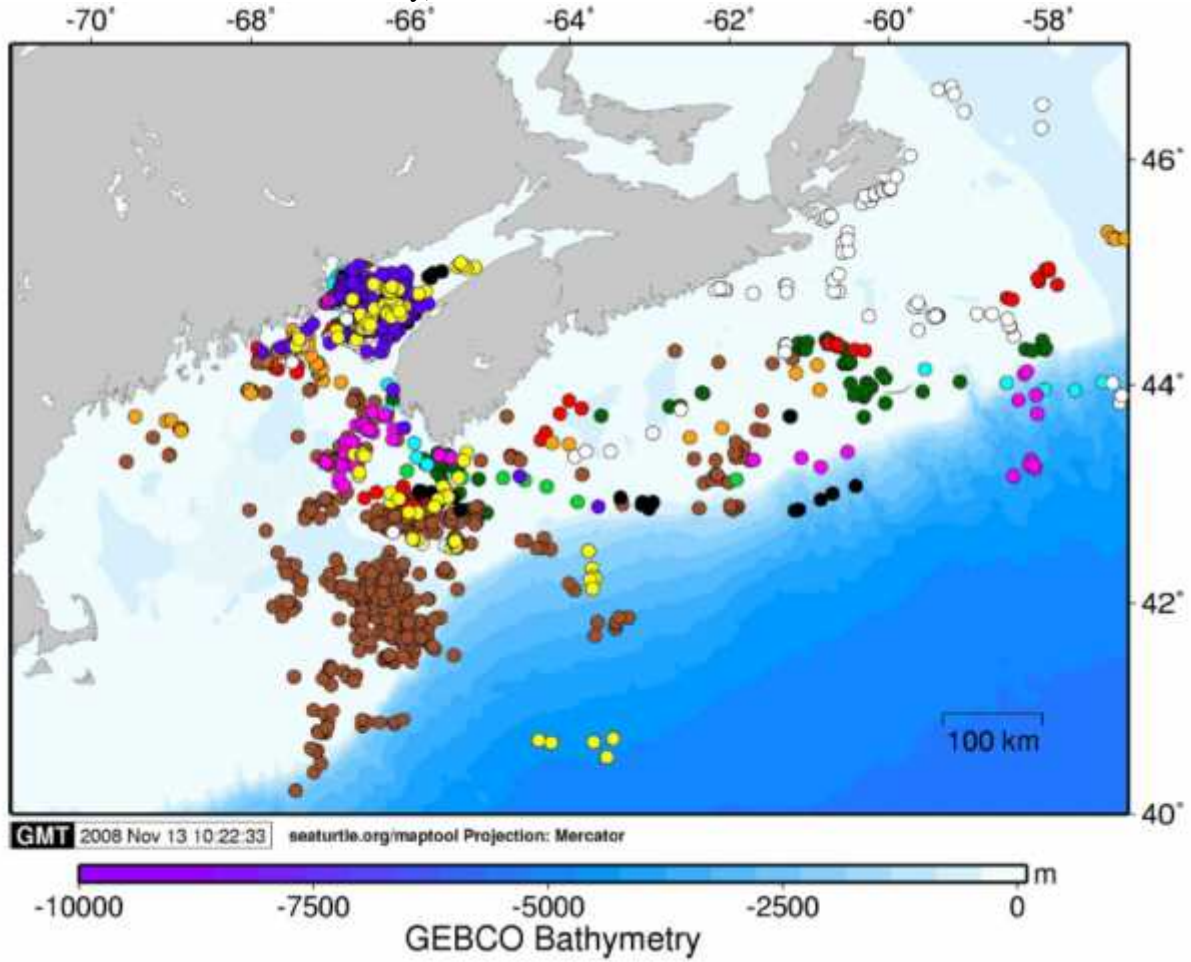 -70° -68° -66° -64° -62° -60° -58°
46°
44°
42°
100 km
40°
GMT 2008 Nov 13 10:22:33 seaturtle.org/maptool Projection: Mercator
m
-10000 -7500 -5000 -2500 0
GEBCO Bathymetry